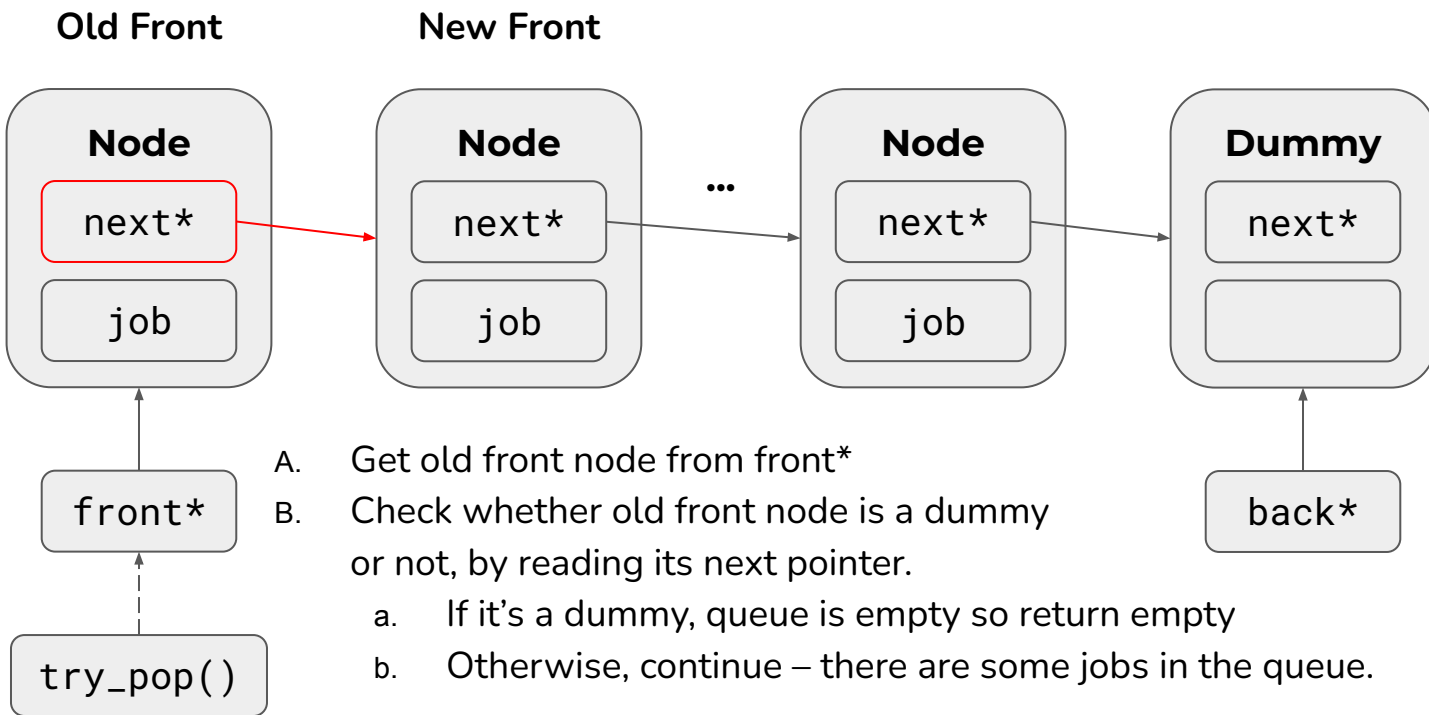 Old Front
New Front
Node
Node
Node
Dummy
...
next*
next*
next*
next*
job
job
job
A. Get old front node from front*
front*
B. Check whether old front node is a dummy
back*
or not, by reading its next pointer.
a. If it’s a dummy, queue is empty so return empty
try_pop()
b. Otherwise, continue – there are some jobs in the queue.